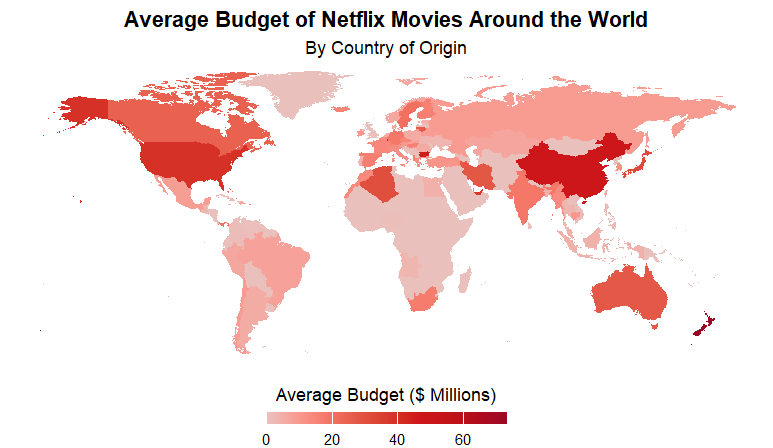 Average Budget of Netflix Movies Around the World
By Country of Origin
Average Budget ($ Millions)
0 20 40 60